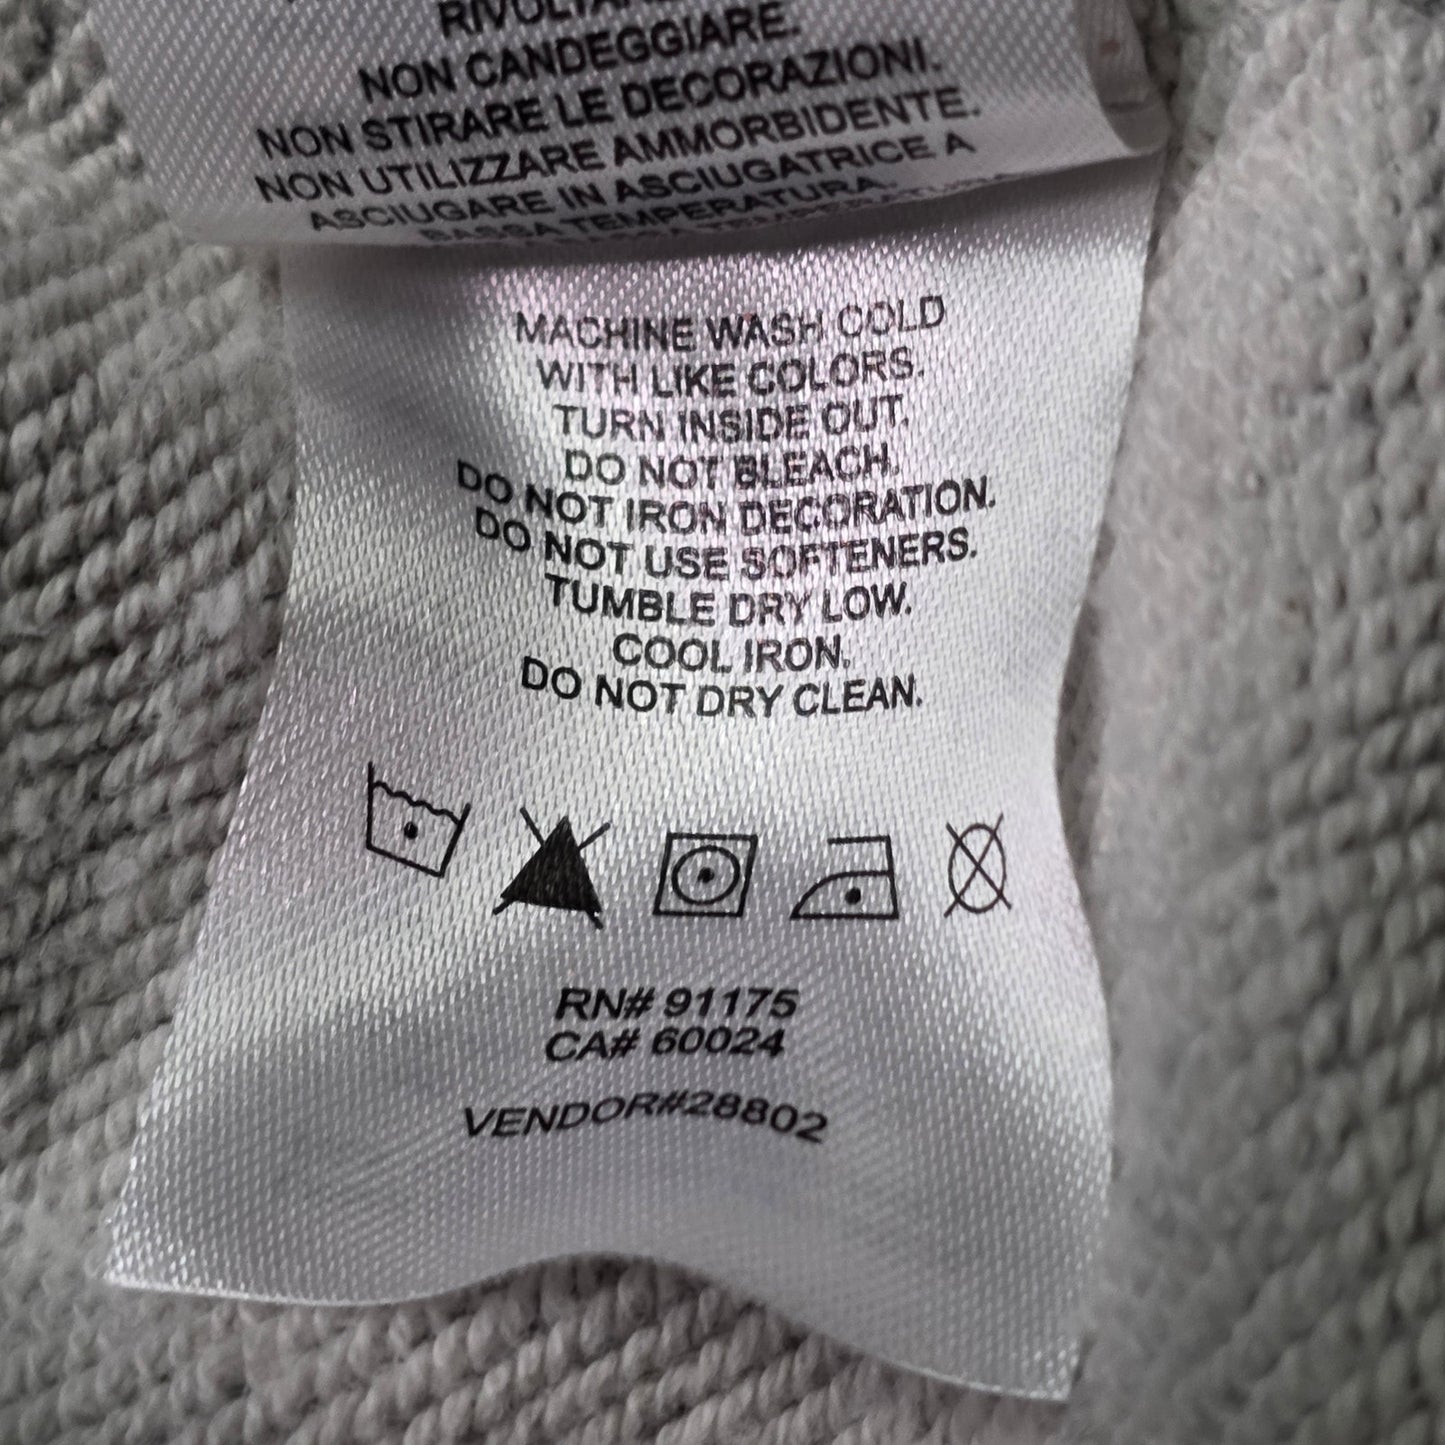 NON CANDEGGIARE.
NON STIRARE LE DECORAZIONI.
NON UTILIZZARE AMMORBIDENTE.
ASCIUGARE IN ASCIUGATRICE A
BASSA TEMPERATURA.
MACHINE WASH COLD
WITH LIKE COLORS.
TURN INSIDE OUT.
DO NOT BLEACH.
DO NOT IRON DECORATION.
DO NOT USE SOFTENERS.
TUMBLE DRY LOW.
COOL IRON.
DO NOT DRY CLEAN.
RN# 91175
CA# 60024
VENDOR#28802